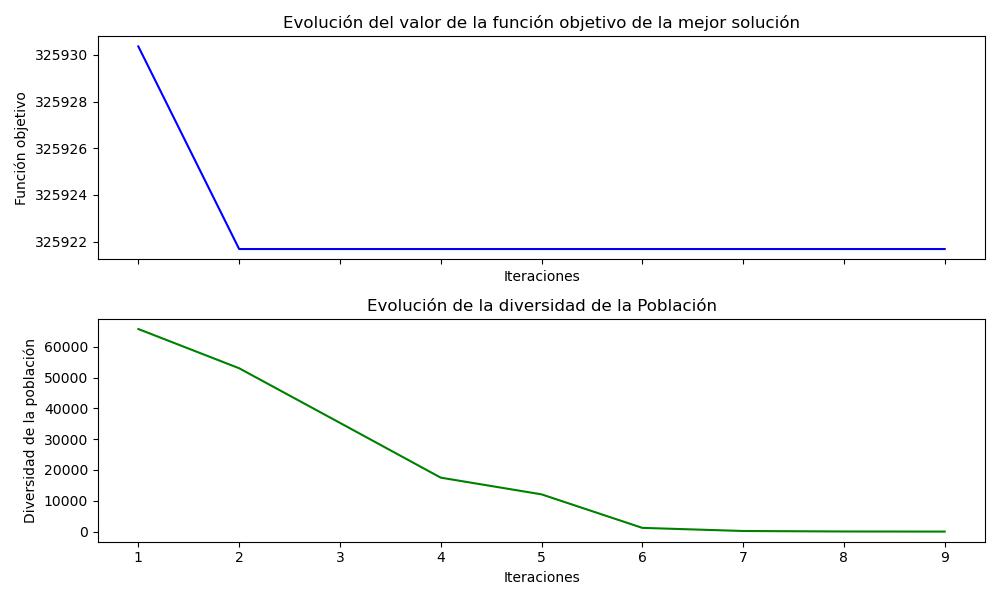 Evolución del valor de la función objetivo de la mejor solución
325930
325928
325926
325924
325922
Función objetivo
Iteraciones
Evolución de la diversidad de la Población
60000
50000
40000
30000
20000
10000
0
Diversidad de la población
1 2 3 4 5 6 7 8 9
Iteraciones